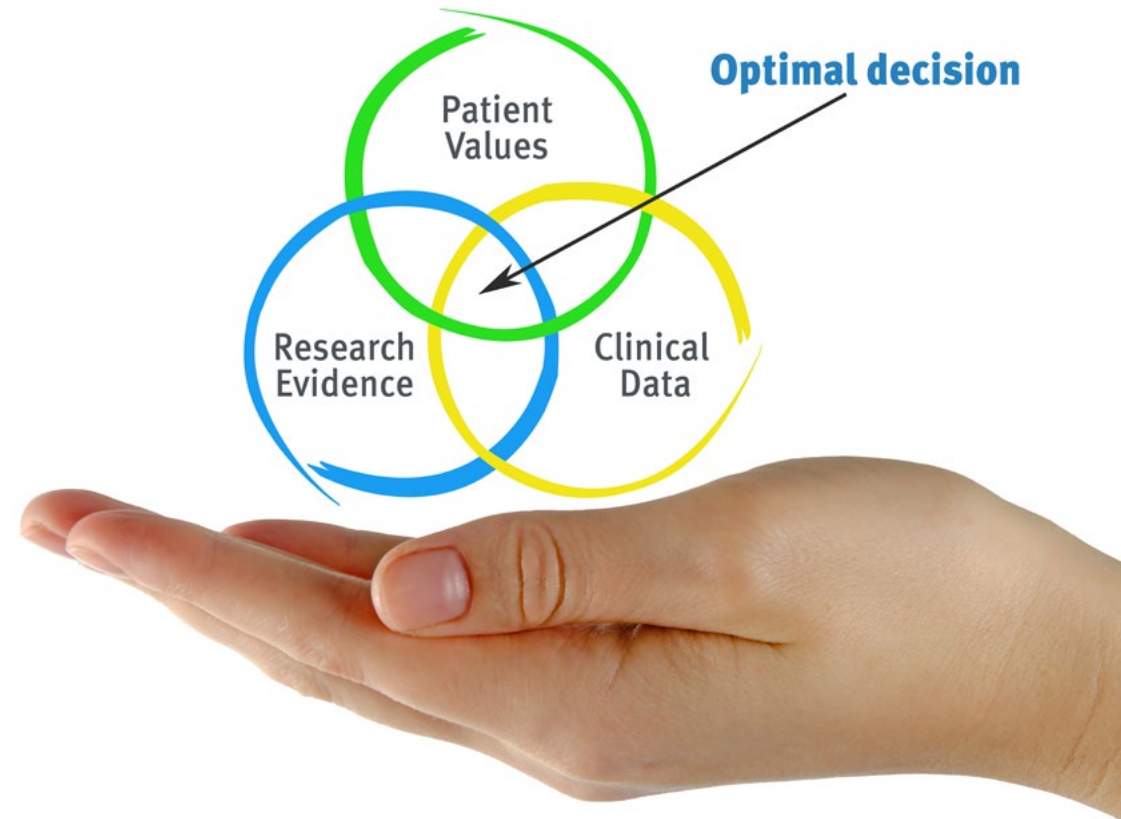 Optimal decision
Patient
Values
Research
Evidence
Clinical
Data